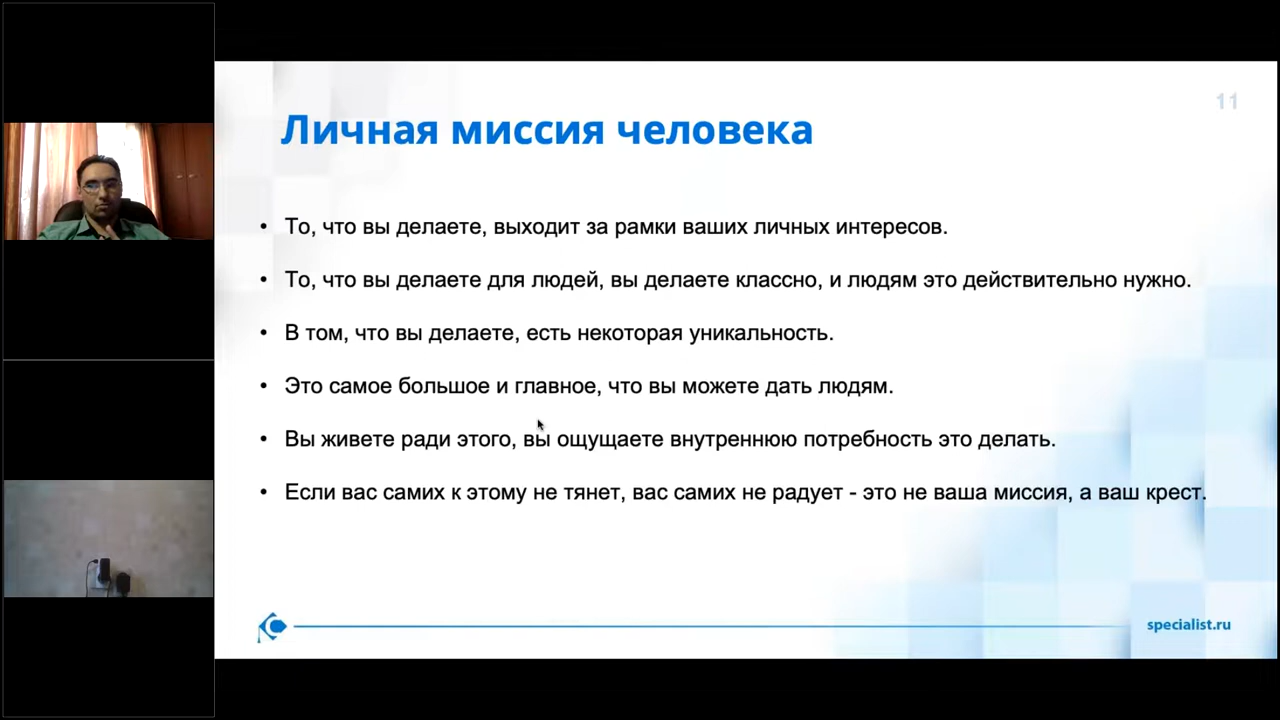 11
Личная миссия человека
• То, что вы делаете, выходит за рамки ваших личных интересов.
• То, что вы делаете для людей, вы делаете классно, и людям это действительно нужно.
• В том, что вы делаете, есть некоторая уникальность.
• Это самое большое и главное, что вы можете дать людям.
• Вы живете ради этого, вы ощущаете внутреннюю потребность это делать.
• Если вас самих к этому не тянет, вас самих не радует - это не ваша миссия, а ваш крест.
specialist.ru